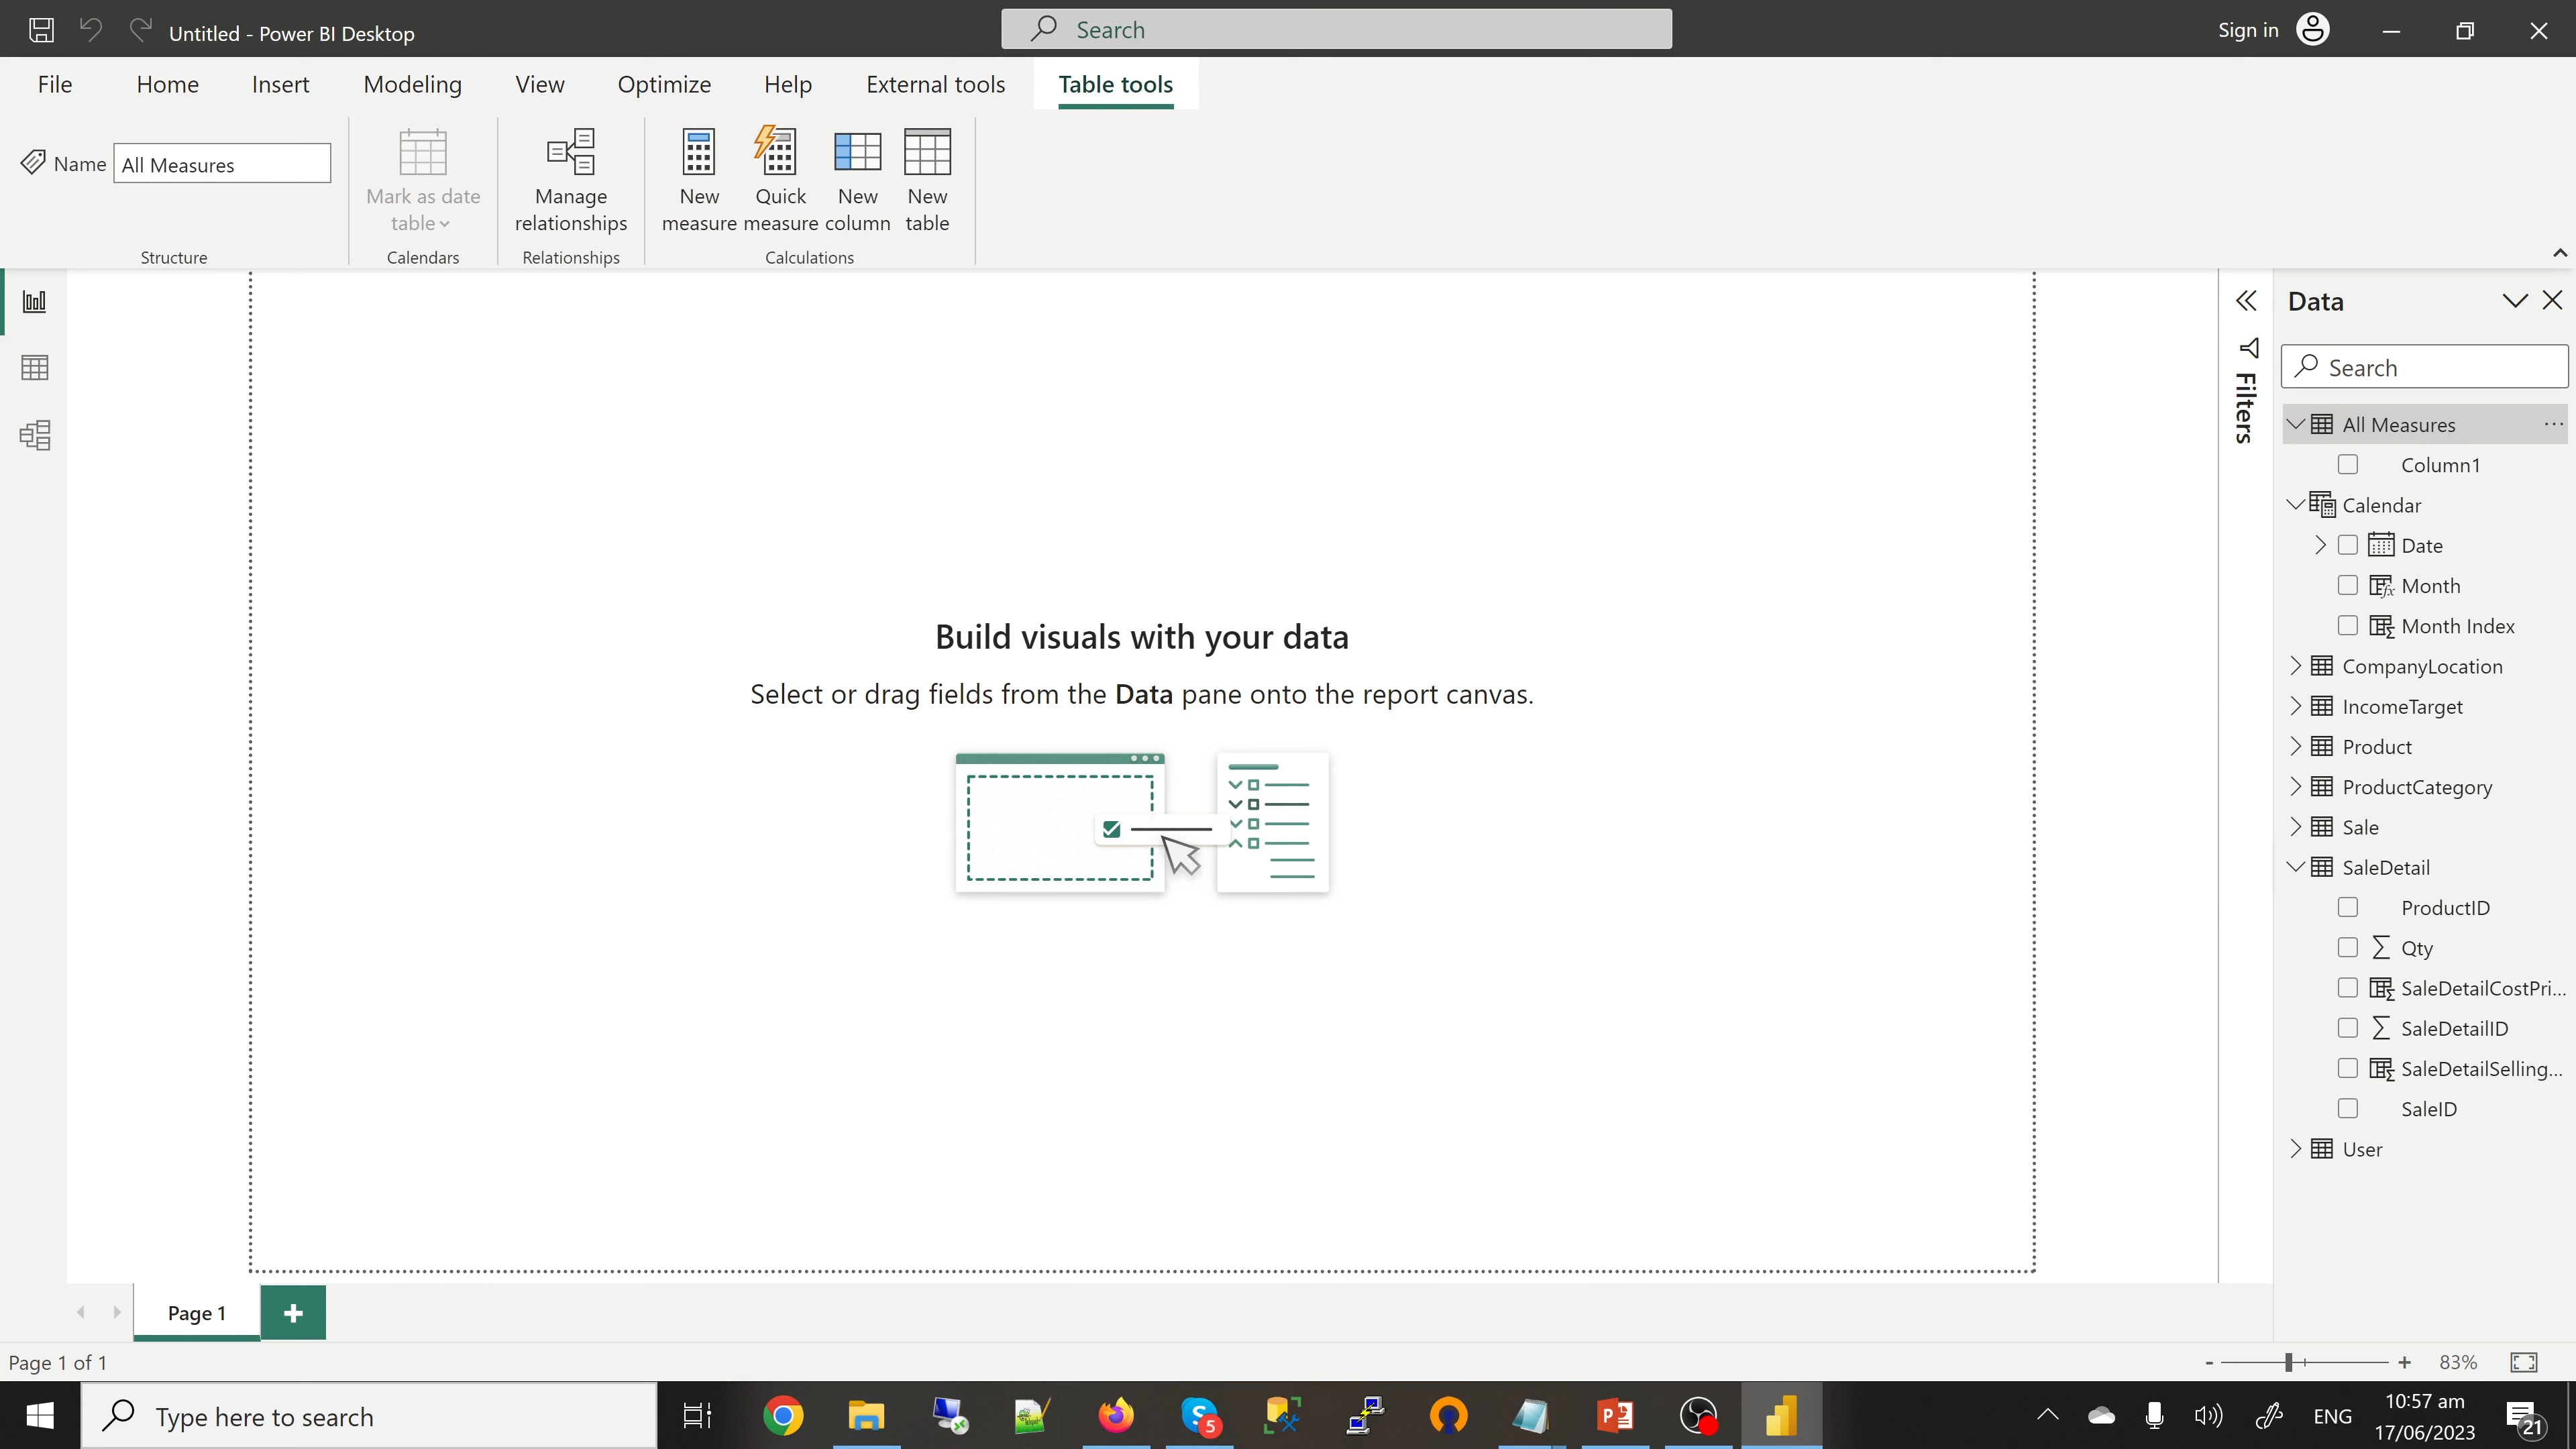 Untitled - Power BI Desktop
Search
Sign in
File
Home
Insert
Modeling
View
Optimize
Help
External tools
Table tools
Name
All Measures
Structure
Mark as date
table
Calendars
Manage
relationships
Relationships
New
measure
Quick
measure
New
column
New
table
Calculations
Build visuals with your data
Select or drag fields from the Data pane onto the report canvas.
Filters
Data
Search
All Measures
Column1
Calendar
Date
Month
Month Index
CompanyLocation
IncomeTarget
Product
ProductCategory
Sale
SaleDetail
ProductID
Qty
SaleDetailCostPri...
SaleDetailID
SaleDetailSelling...
SaleID
User
Page 1
Page 1 of 1
83%
Type here to search
5
ENG
10:57 am
17/06/2023
21